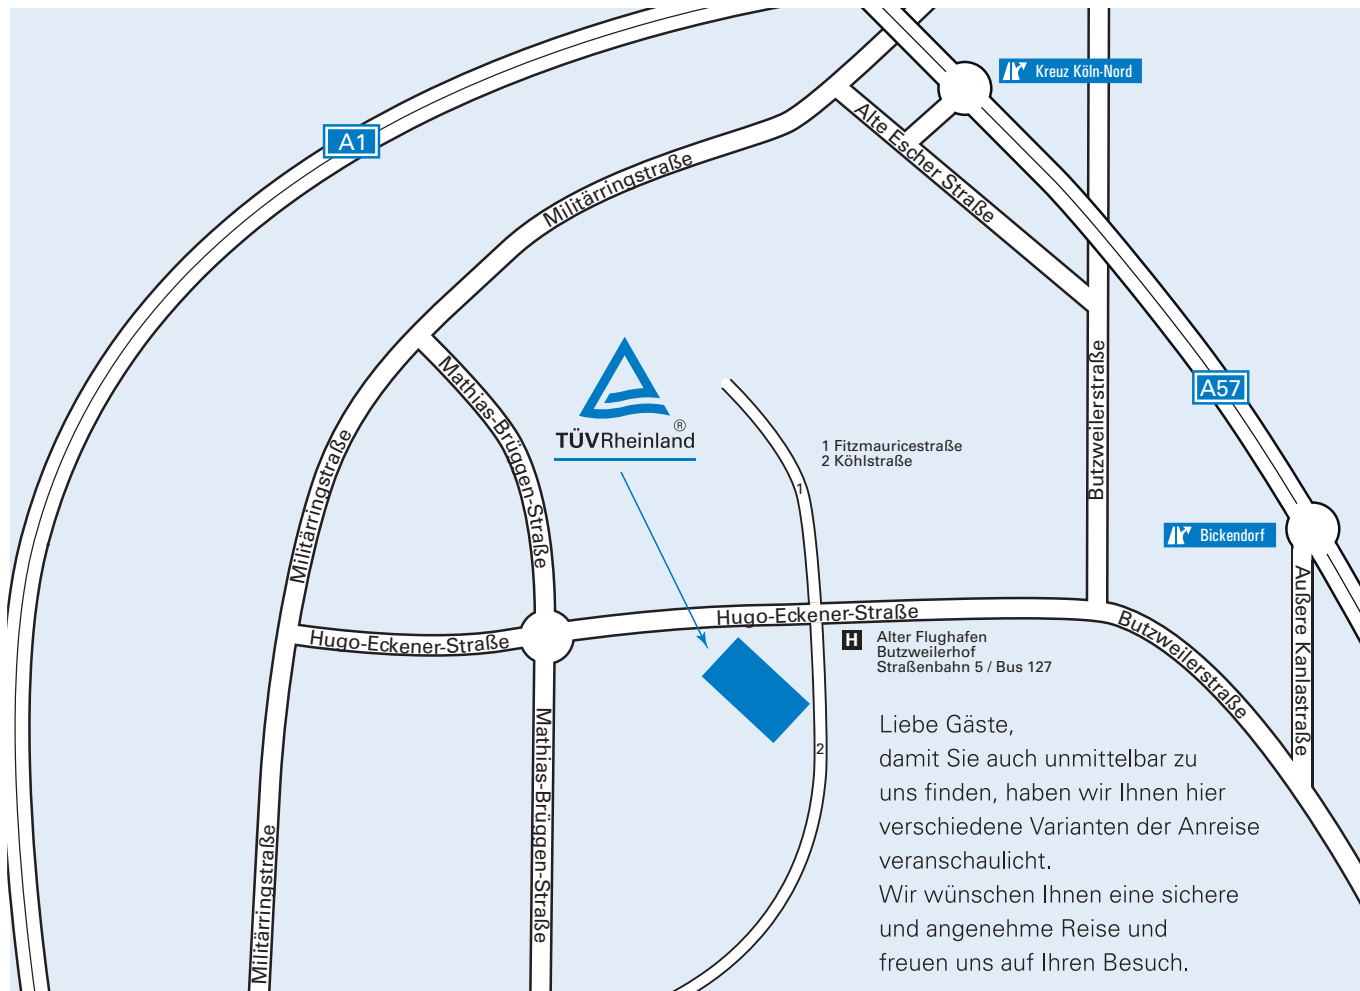 Kreuz Köln-Nord
A1
Alte Escher Straße
Militärringstraße
A57
Butzweilerstraße
Mathias-Brüggen-Straße
TÜVRheinland
®
1 Fitzmauricestraße
2 Köhlstraße
1
Militärringstraße
Bickendorf
Äußere Kanlastraße
Hugo-Eckener-Straße
Hugo-Eckener-Straße
Butzweilerstraße
H
Alter Flughafen
Butzweilerhof
Straßenbahn 5 / Bus 127
2
Mathias-Brüggen-Straße
Militärringstraße
Liebe Gäste,
damit Sie auch unmittelbar zu
uns finden, haben wir Ihnen hier
verschiedene Varianten der Anreise
veranschaulicht.
Wir wünschen Ihnen eine sichere
und angenehme Reise und
freuen uns auf Ihren Besuch.